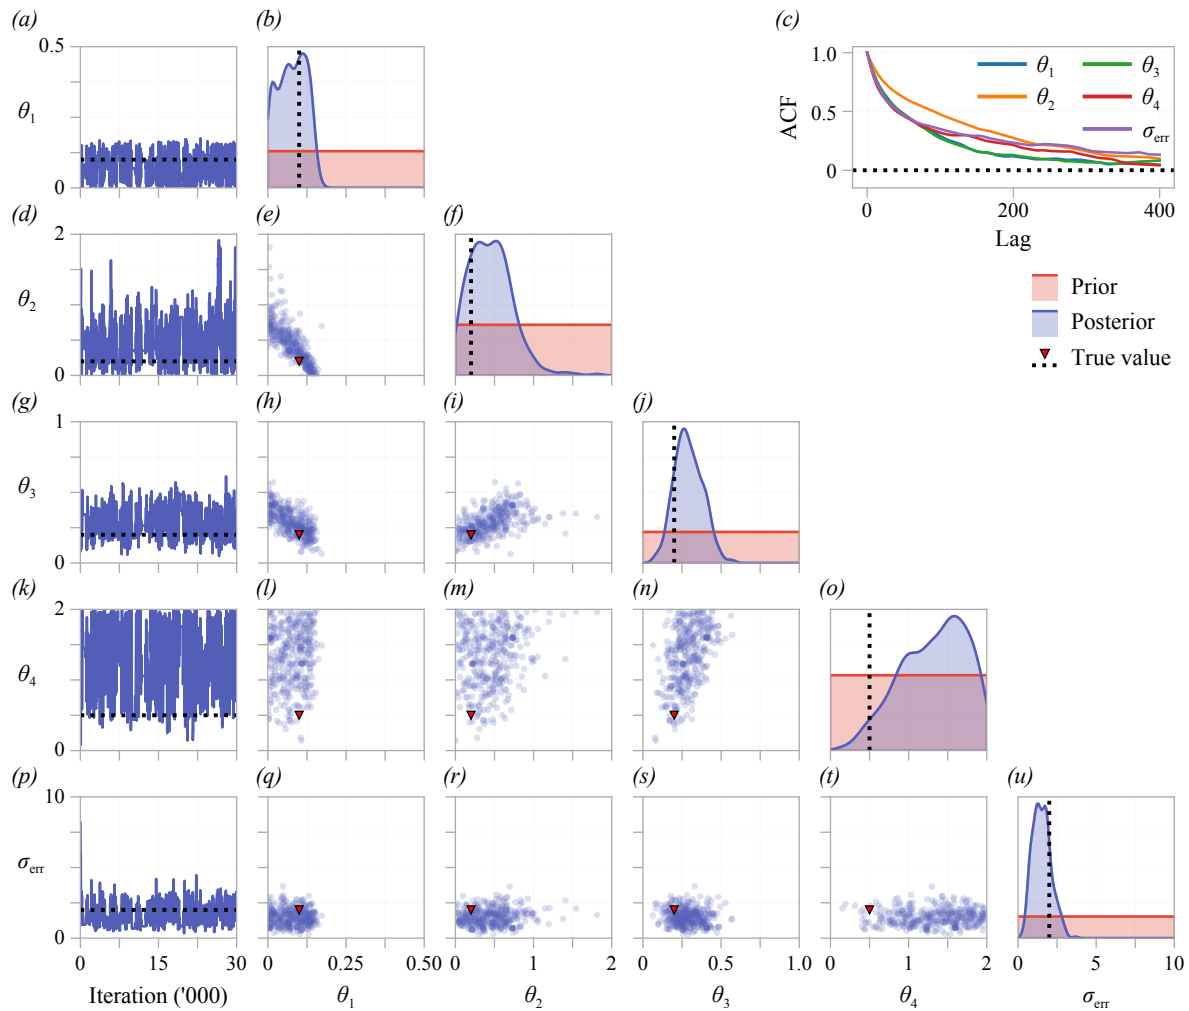 (a) (b) (c)
0.5
θ1
0
1.0
0.5
0
ACF
θ1 θ3
θ2 θ4
σerr
0 200 400
Lag
(d) (e) (f)
2
θ2
0
Prior
Posterior
True value
(g) (h) (i) (j)
1
θ3
0
(k) (l) (m) (n) (o)
2
θ4
0
(p) (q) (r) (s) (t) (u)
10
σerr
0
0 15 30 0 0.25 0.50 0 1 2 0 0.5 1.0 0 1 2 0 5 10
Iteration ('000) θ1 θ2 θ3 θ4 σerr